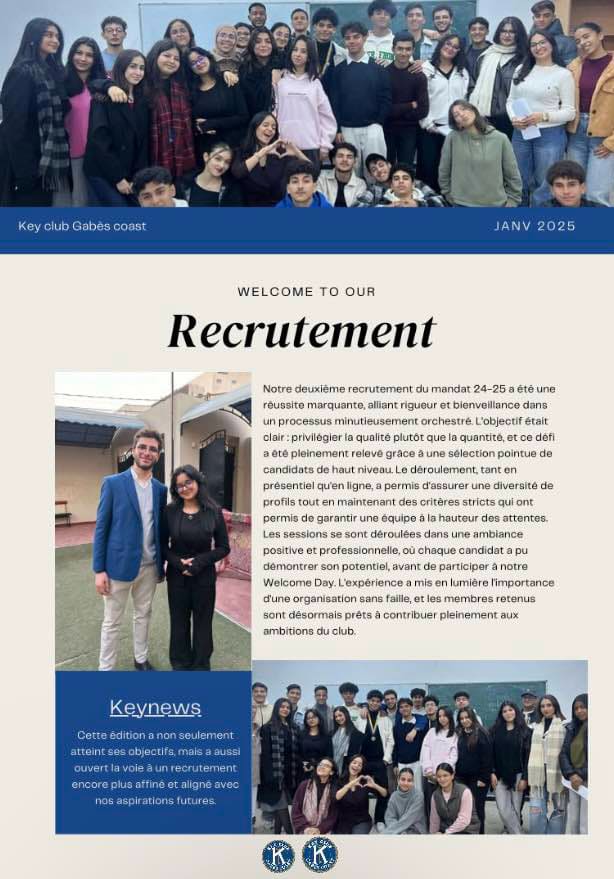 Key club Gabès coast
JANV 2025
WELCOME TO OUR
Recrutement
Notre deuxième recrutement du mandat 24-25 a été une
réussite marquante, alliant rigueur et bienveillance dans
un processus minutieusement orchestré. L'objectif était
clair : privilégier la qualité plutôt que la quantité, et ce défi
a été pleinement relevé grâce à une sélection pointue de
candidats de haut niveau. Le déroulement, tant en
présentiel qu'en ligne, a permis d'assurer une diversité de
profils tout en maintenant des critères stricts qui ont
permis de garantir une équipe à la hauteur des attentes.
Les sessions se sont déroulées dans une ambiance
positive et professionnelle, où chaque candidat a pu
démontrer son potentiel, avant de participer à notre
Welcome Day. L'expérience a mis en lumière l'importance
d'une organisation sans faille, et les membres retenus
sont désormais prêts à contribuer pleinement aux
ambitions du club.
Keynews
Cette édition a non seulement
atteint ses objectifs, mais a aussi
ouvert la voie à un recrutement
encore plus affiné et aligné avec
nos aspirations futures.
KEY CLUB
K
KEY CLUB
K